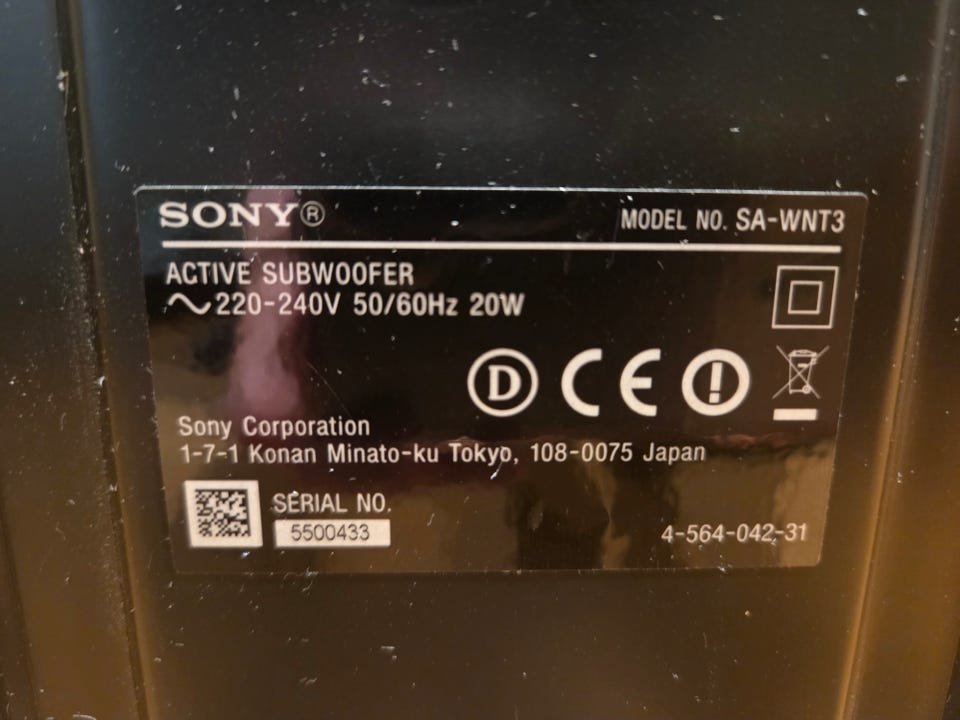 SONY®
MODEL NO. SA-WNT3
ACTIVE SUBWOOFER
~220-240V 50/60Hz 20W
D CE
Sony Corporation
1-7-1 Konan Minato-ku Tokyo, 108-0075 Japan
SERIAL NO.
5500433
4-564-042-31